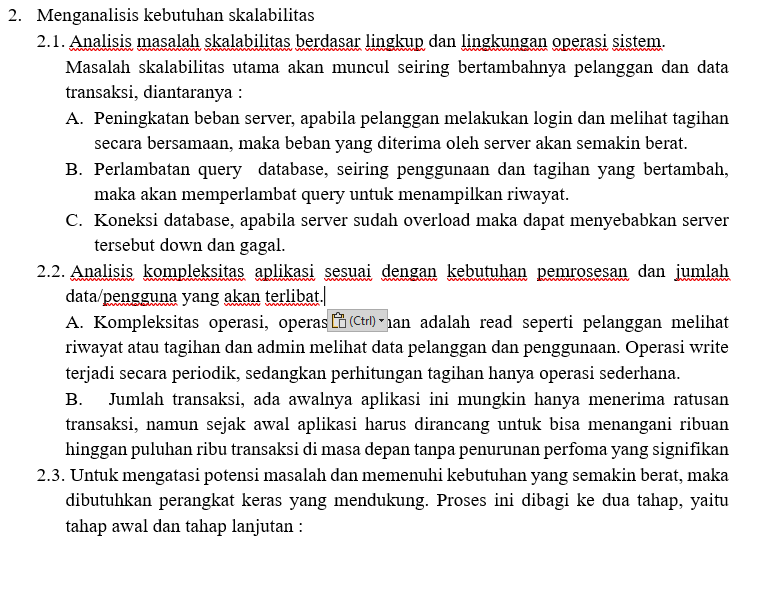 2. Menganalisis kebutuhan skalabilitas
2.1. Analisis masalah skalabilitas berdasar lingkup dan lingkungan operasi sistem.
Masalah skalabilitas utama akan muncul seiring bertambahnya pelanggan dan data
transaksi, diantaranya :
A. Peningkatan beban server, apabila pelanggan melakukan login dan melihat tagihan
secara bersamaan, maka beban yang diterima oleh server akan semakin berat.
B. Perlambatan query database, seiring penggunaan dan tagihan yang bertambah,
maka akan memperlambat query untuk menampilkan riwayat.
C. Koneksi database, apabila server sudah overload maka dapat menyebabkan server
tersebut down dan gagal.
2.2. Analisis kompleksitas aplikasi sesuai dengan kebutuhan pemrosesan dan jumlah
data/pengguna yang akan terlibat.
A. Kompleksitas operasi, operas (Ctrl) nan adalah read seperti pelanggan melihat
riwayat atau tagihan dan admin melihat data pelanggan dan penggunaan. Operasi write
terjadi secara periodik, sedangkan perhitungan tagihan hanya operasi sederhana.
B. Jumlah transaksi, ada awalnya aplikasi ini mungkin hanya menerima ratusan
transaksi, namun sejak awal aplikasi harus dirancang untuk bisa menangani ribuan
hinggan puluhan ribu transaksi di masa depan tanpa penurunan perfoma yang signifikan
2.3. Untuk mengatasi potensi masalah dan memenuhi kebutuhan yang semakin berat, maka
dibutuhkan perangkat keras yang mendukung. Proses ini dibagi ke dua tahap, yaitu
tahap awal dan tahap lanjutan :